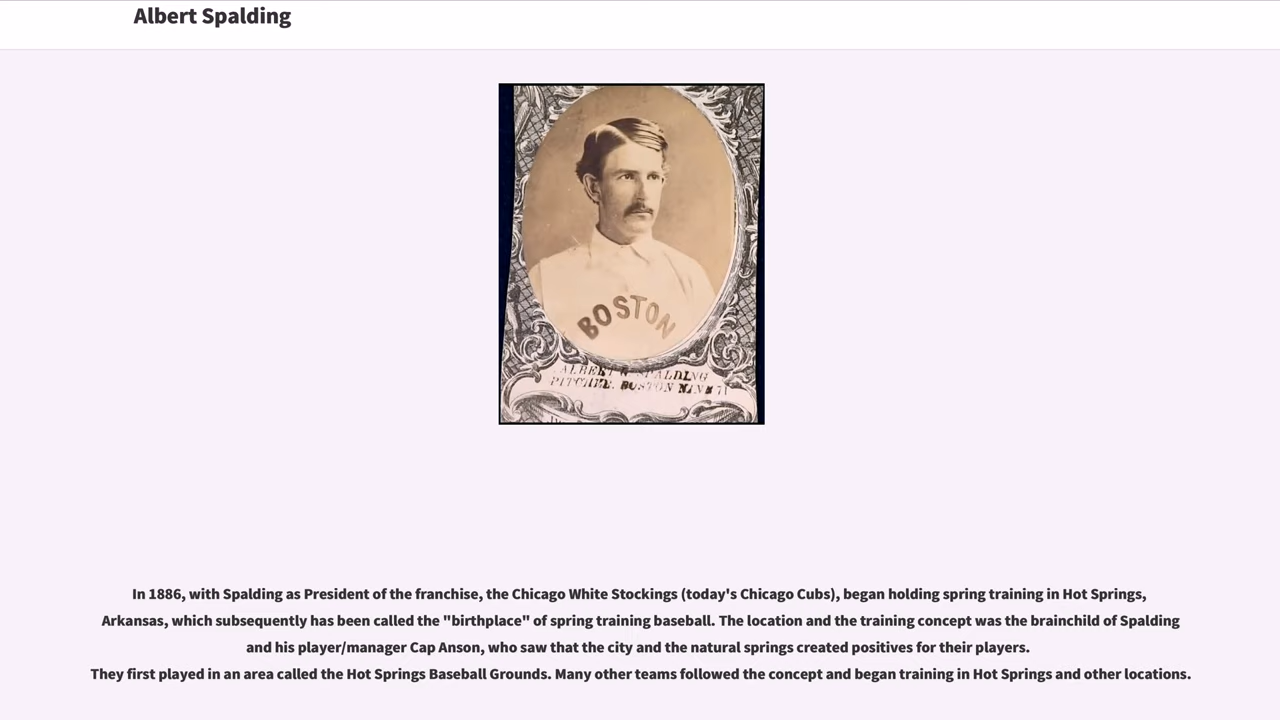 Albert Spalding
BOSTON
ALBERT G SPALDING
PITCHER. BOSTON NINE 71
In 1886, with Spalding as President of the franchise, the Chicago White Stockings (today's Chicago Cubs), began holding spring training in Hot Springs,
Arkansas, which subsequently has been called the "birthplace" of spring training baseball. The location and the training concept was the brainchild of Spalding
and his player/manager Cap Anson, who saw that the city and the natural springs created positives for their players.
They first played in an area called the Hot Springs Baseball Grounds. Many other teams followed the concept and began training in Hot Springs and other locations.